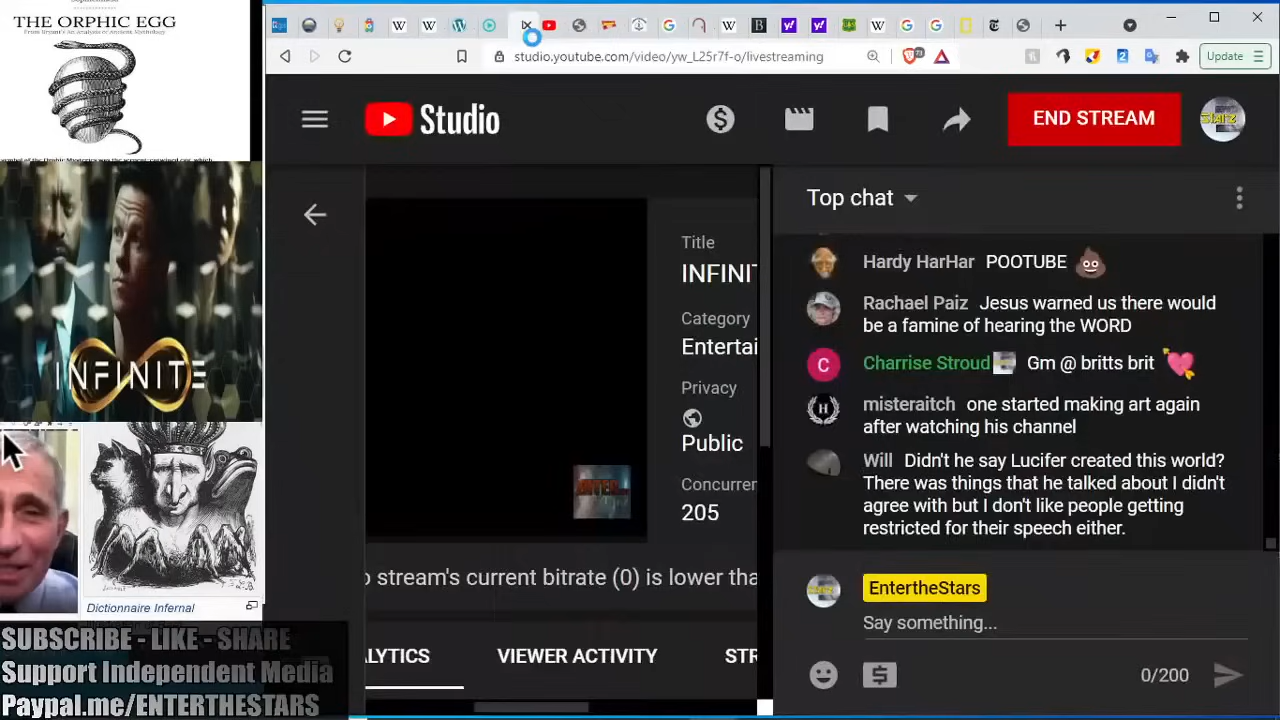 THE ORPHIC EGG
INFINITE
Dictionnaire Infernal
SUBSCRIBE - LIKE - SHARE
Support Independent Media
Paypal.me/ENTERTHESTARS
studio.youtube.com/video/yw_L25r7f-o/livestreaming
Update
Studio
END STREAM
Title
INFINIT
Category
Entertai
Privacy
Public
Concurrer
205
o stream's current bitrate (0) is lower tha
ALYTICS
VIEWER ACTIVITY
STR
Top chat
Hardy HarHar POOTUBE 💩
Rachael Paiz Jesus warned us there would
be a famine of hearing the WORD
C
Charrise Stroud Gm @ britts brit 💘
H
misteraitch one started making art again
after watching his channel
Will Didn't he say Lucifer created this world?
There was things that he talked about I didn't
agree with but I don't like people getting
restricted for their speech either.
EntertheStars
Say something...
0/200